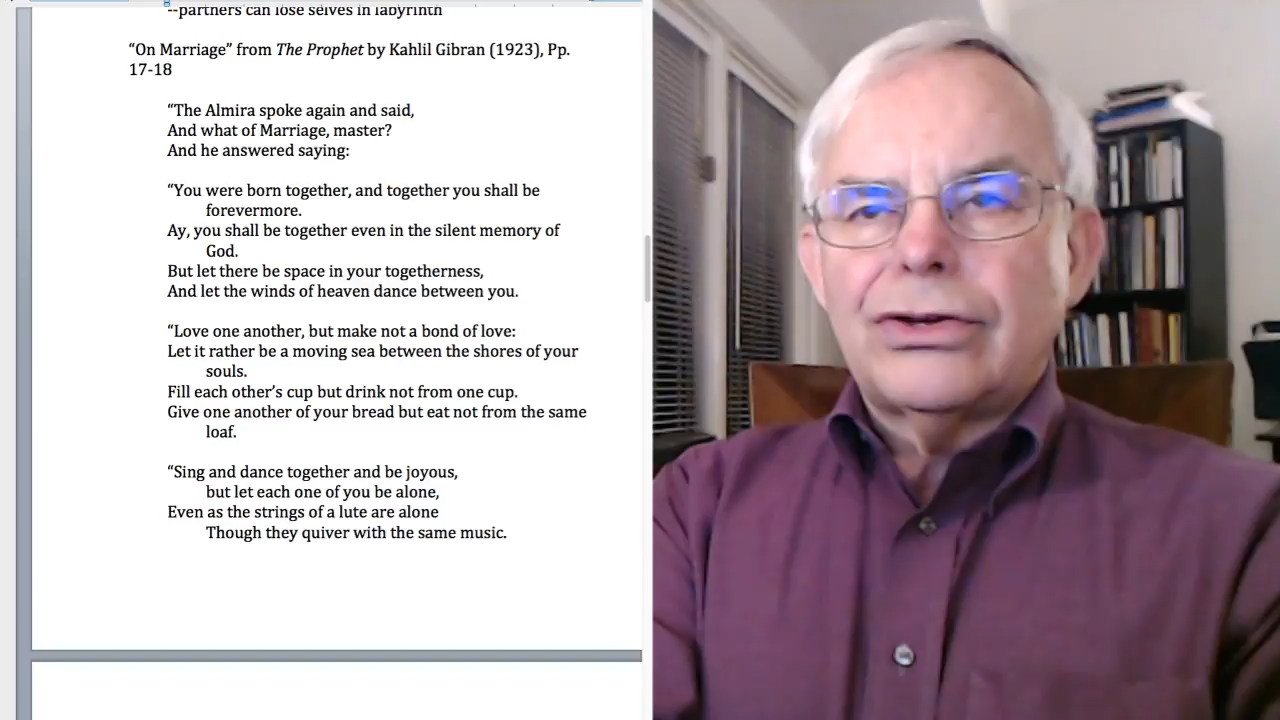 --partners can lose selves in labyrinth
“On Marriage” from The Prophet by Kahlil Gibran (1923), Pp.
17-18
“The Almira spoke again and said,
And what of Marriage, master?
And he answered saying:
“You were born together, and together you shall be
forevermore.
Ay, you shall be together even in the silent memory of
God.
But let there be space in your togetherness,
And let the winds of heaven dance between you.
“Love one another, but make not a bond of love:
Let it rather be a moving sea between the shores of your
souls.
Fill each other’s cup but drink not from one cup.
Give one another of your bread but eat not from the same
loaf.
“Sing and dance together and be joyous,
but let each one of you be alone,
Even as the strings of a lute are alone
Though they quiver with the same music.